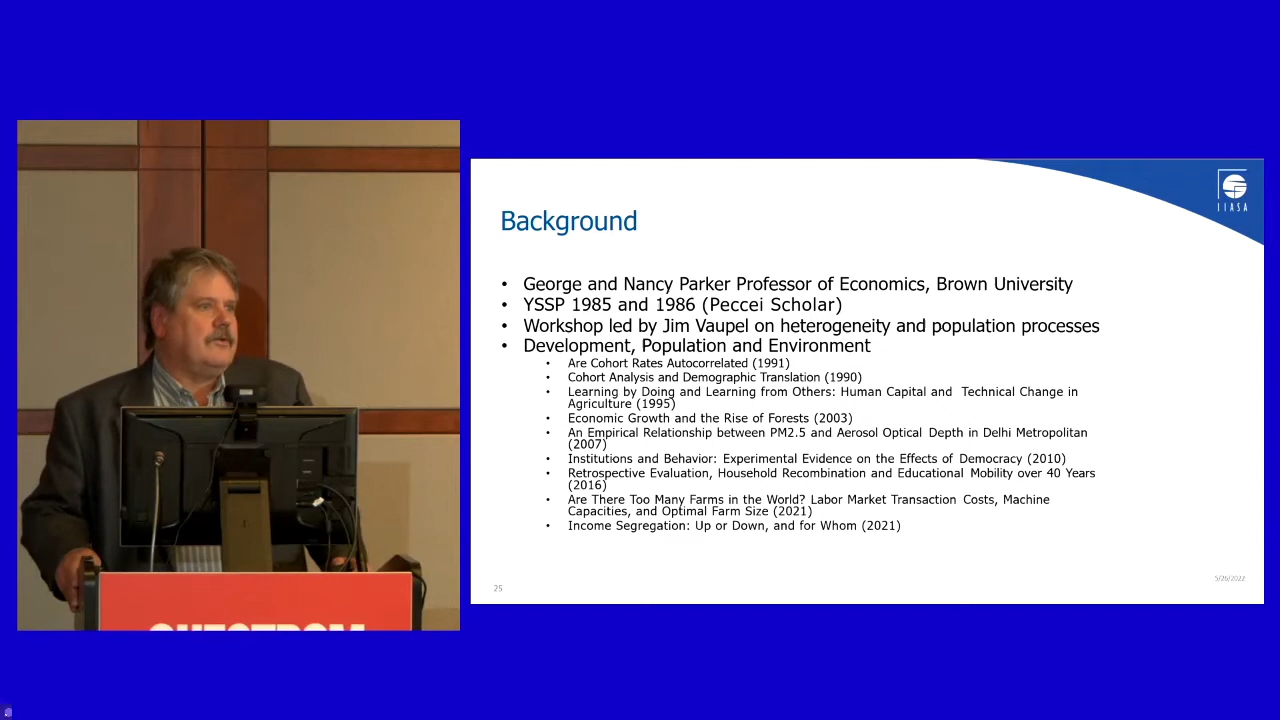 IIASA
Background
• George and Nancy Parker Professor of Economics, Brown University
• YSSP 1985 and 1986 (Peccei Scholar)
• Workshop led by Jim Vaupel on heterogeneity and population processes
• Development, Population and Environment
• Are Cohort Rates Autocorrelated (1991)
• Cohort Analysis and Demographic Translation (1990)
• Learning by Doing and Learning from Others: Human Capital and Technical Change in
Agriculture (1995)
• Economic Growth and the Rise of Forests (2003)
• An Empirical Relationship between PM2.5 and Aerosol Optical Depth in Delhi Metropolitan
(2007)
• Institutions and Behavior: Experimental Evidence on the Effects of Democracy (2010)
• Retrospective Evaluation, Household Recombination and Educational Mobility over 40 Years
(2016)
• Are There Too Many Farms in the World? Labor Market Transaction Costs, Machine
Capacities, and Optimal Farm Size (2021)
• Income Segregation: Up or Down, and for Whom (2021)
5/26/2022
25
QUESTROM